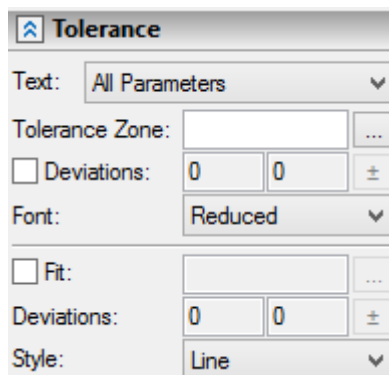 Tolerance
Text: All Parameters
Tolerance Zone: ...
Deviations: 0 0 ±
Font: Reduced
Fit: ...
Deviations: 0 0 ±
Style: Line